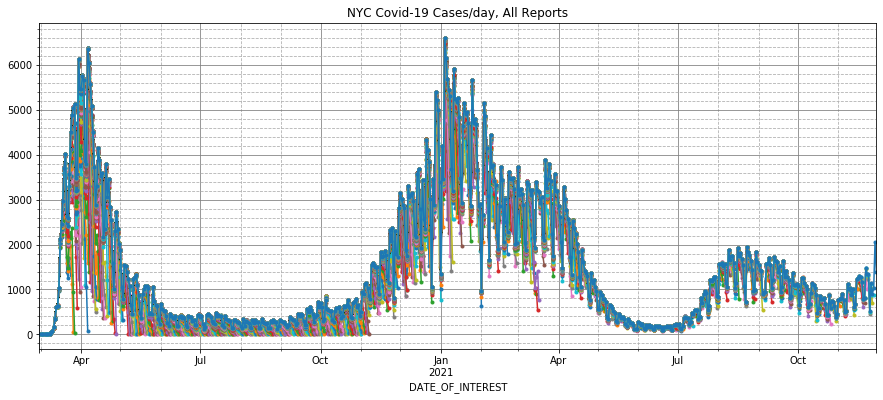 NYC Covid-19 Cases/day, All Reports
6000
5000
4000
3000
2000
1000
0
Apr Jul Oct Jan Apr Jul Oct
2021
DATE_OF_INTEREST